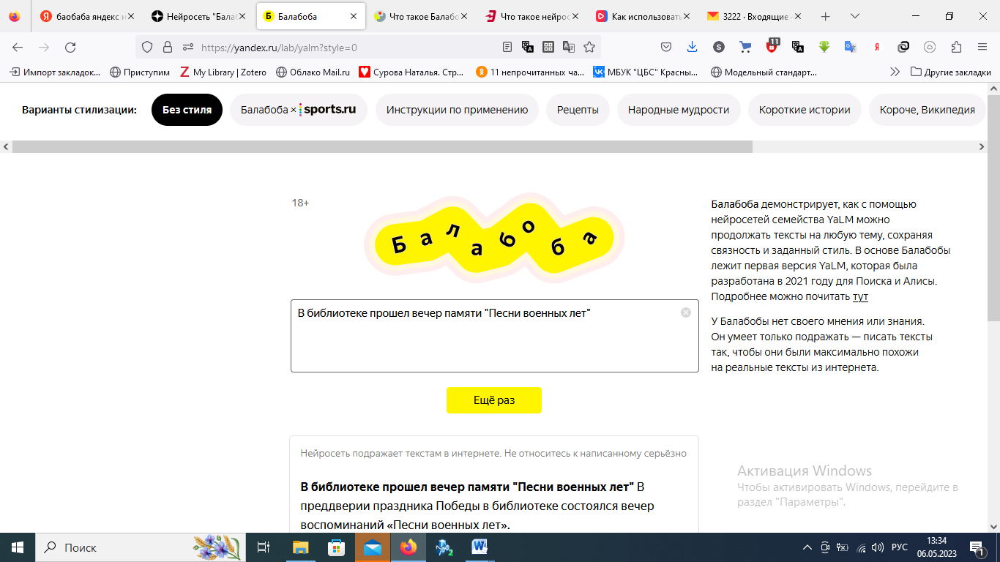 баобаба яндекс н
Нейросеть "Балаб
Балабоба
Что такое Балабо
Что такое нейрос
Как использовать
3222 · Входящие -
https://yandex.ru/lab/yalm?style=0
11
Импорт закладок...
Приступим
My Library | Zotero
Облако Mail.ru
Сурова Наталья. Стр...
11 непрочитанных ча...
МБУК "ЦБС" Красны...
Модельный стандарт...
Другие закладки
Варианты стилизации:
Без стиля
Балабоба × sports.ru
Инструкции по применению
Рецепты
Народные мудрости
Короткие истории
Короче, Википедия
18+
Балабоба
Балабоба демонстрирует, как с помощью
нейросетей семейства YaLM можно
продолжать тексты на любую тему, сохраняя
связность и заданный стиль. В основе Балабобы
лежит первая версия YaLM, которая была
разработана в 2021 году для Поиска и Алисы.
Подробнее можно почитать тут
У Балабобы нет своего мнения или знания.
Он умеет только подражать — писать тексты
так, чтобы они были максимально похожи
на реальные тексты из интернета.
В библиотеке прошел вечер памяти "Песни военных лет"
Ещё раз
Нейросеть подражает текстам в интернете. Не относитесь к написанному серьёзно
В библиотеке прошел вечер памяти "Песни военных лет" В
преддверии праздника Победы в библиотеке состоялся вечер
воспоминаний «Песни военных лет».
Активация Windows
Чтобы активировать Windows, перейдите в
раздел "Параметры".
Поиск
РУС
13:34
06.05.2023
1